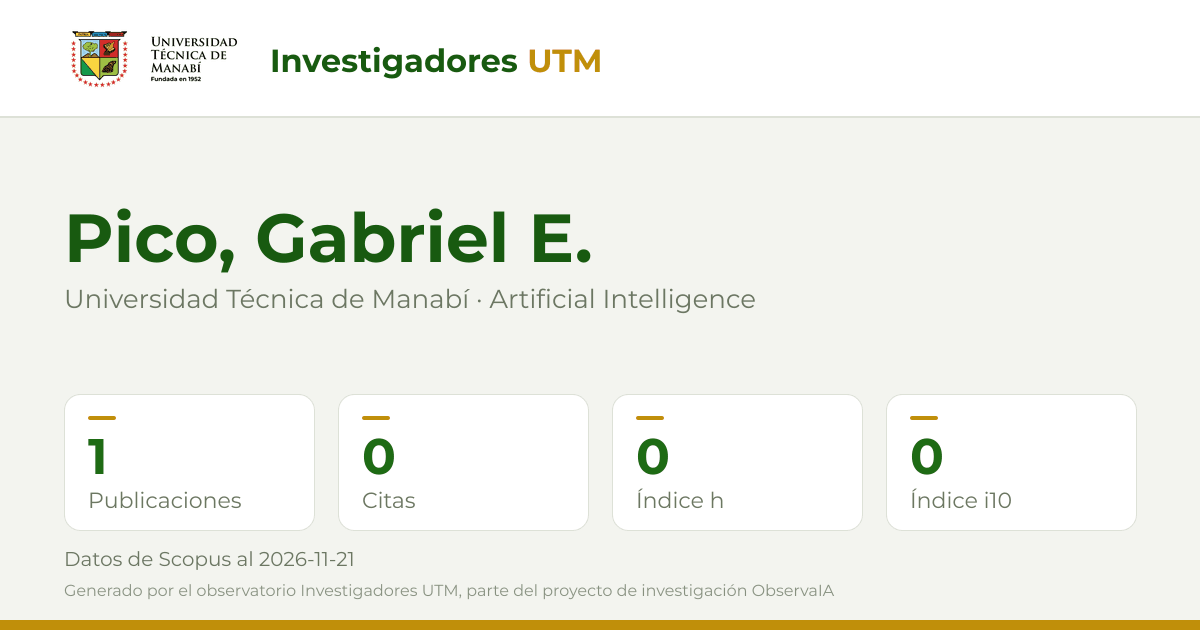 UNIVERSIDAD
TÉCNICA DE
MANABÍ
Fundada en 1952
Investigadores UTM
Pico, Gabriel E.
Universidad Técnica de Manabí · Artificial Intelligence
1
Publicaciones
0
Citas
0
Índice h
0
Índice i10
Datos de Scopus al 2026-11-21
Generado por el observatorio Investigadores UTM, parte del proyecto de investigación ObservaIA